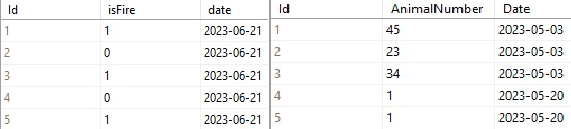 Id isFire date
1 1 2023-06-21
2 0 2023-06-21
3 1 2023-06-21
4 0 2023-06-21
5 1 2023-06-21
Id AnimalNumber Date
1 45 2023-05-03
2 23 2023-05-03
3 34 2023-05-03
4 1 2023-05-20
5 1 2023-05-20